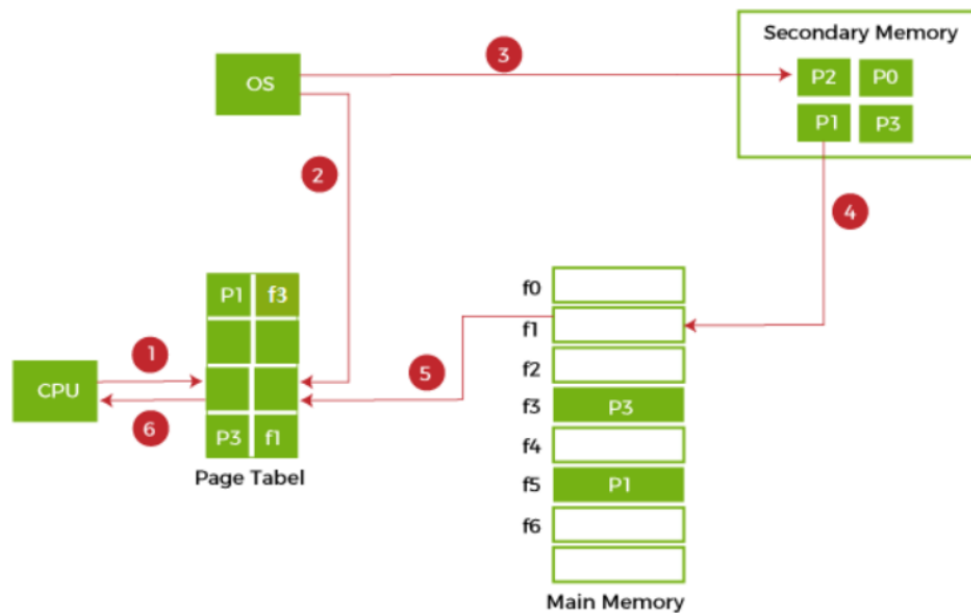 Secondary Memory
OS
3
P2 P0
P1 P3
2
4
P1 f3
f0
f1
1
5
f2
CPU
f3 P3
6
P3 f1
f4
Page Tabel
f5 P1
f6
Main Memory